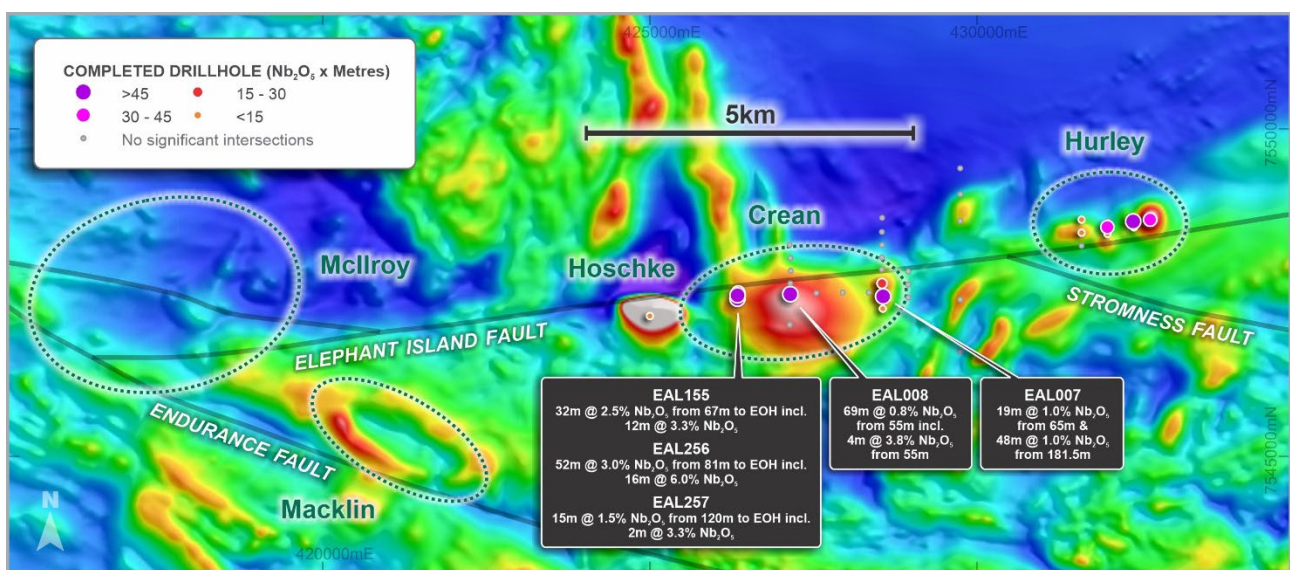 425000mE
430000mE
COMPLETED DRILLHOLE (Nb₂O₅ x Metres)
>45
15 - 30
30 - 45
<15
No significant intersections
5km
7550000mN
Hurley
Crean
McIlroy
Hoschke
STROMNESS FAULT
ELEPHANT ISLAND FAULT
ENDURANCE FAULT
Macklin
EAL155
32m @ 2.5% Nb₂O₅ from 67m to EOH incl.
12m @ 3.3% Nb₂O₅
EAL256
52m @ 3.0% Nb₂O₅ from 81m to EOH incl.
16m @ 6.0% Nb₂O₅
EAL257
15m @ 1.5% Nb₂O₅ from 120m to EOH incl.
2m @ 3.3% Nb₂O₅
EAL008
69m @ 0.8% Nb₂O₅
from 55m incl.
4m @ 3.8% Nb₂O₅
from 55m
EAL007
19m @ 1.0% Nb₂O₅
from 65m &
48m @ 1.0% Nb₂O₅
from 181.5m
7545000mN
N
420000mE